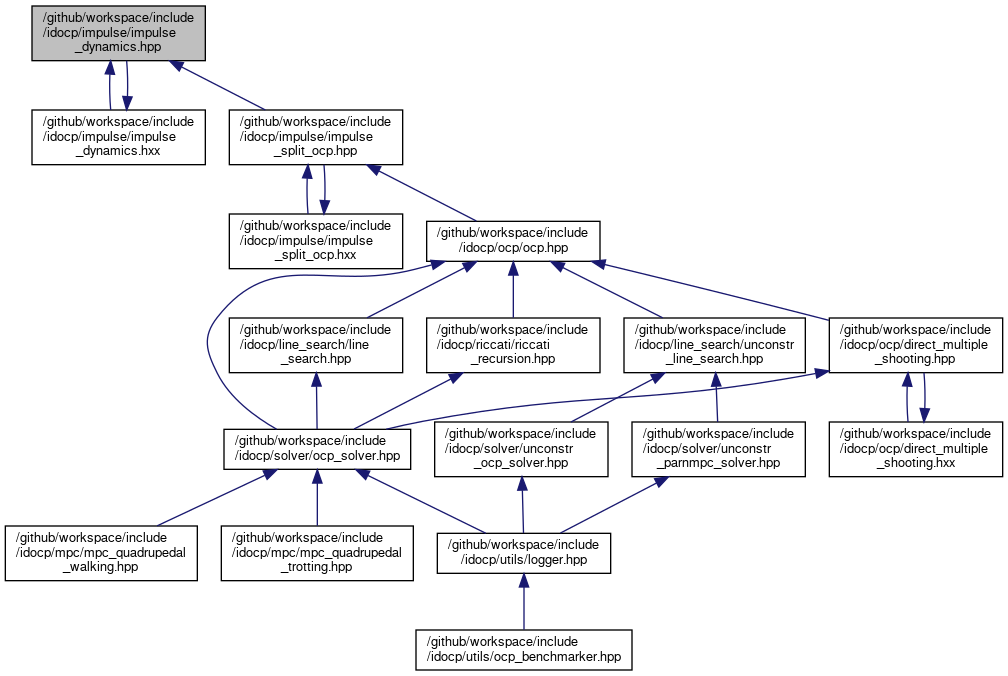 /github/workspace/include
/idocp/impulse/impulse
_dynamics.hpp
/github/workspace/include
/idocp/impulse/impulse
_dynamics.hxx
/github/workspace/include
/idocp/impulse/impulse
_split_ocp.hpp
/github/workspace/include
/idocp/impulse/impulse
_split_ocp.hxx
/github/workspace/include
/idocp/ocp/ocp.hpp
/github/workspace/include
/idocp/line_search/line
_search.hpp
/github/workspace/include
/idocp/riccati/riccati
_recursion.hpp
/github/workspace/include
/idocp/line_search/unconstr
_line_search.hpp
/github/workspace/include
/idocp/ocp/direct_multiple
_shooting.hpp
/github/workspace/include
/idocp/solver/ocp_solver.hpp
/github/workspace/include
/idocp/solver/unconstr
_ocp_solver.hpp
/github/workspace/include
/idocp/solver/unconstr
_parnmpc_solver.hpp
/github/workspace/include
/idocp/ocp/direct_multiple
_shooting.hxx
/github/workspace/include
/idocp/mpc/mpc_quadrupedal
_walking.hpp
/github/workspace/include
/idocp/mpc/mpc_quadrupedal
_trotting.hpp
/github/workspace/include
/idocp/utils/logger.hpp
/github/workspace/include
/idocp/utils/ocp_benchmarker.hpp